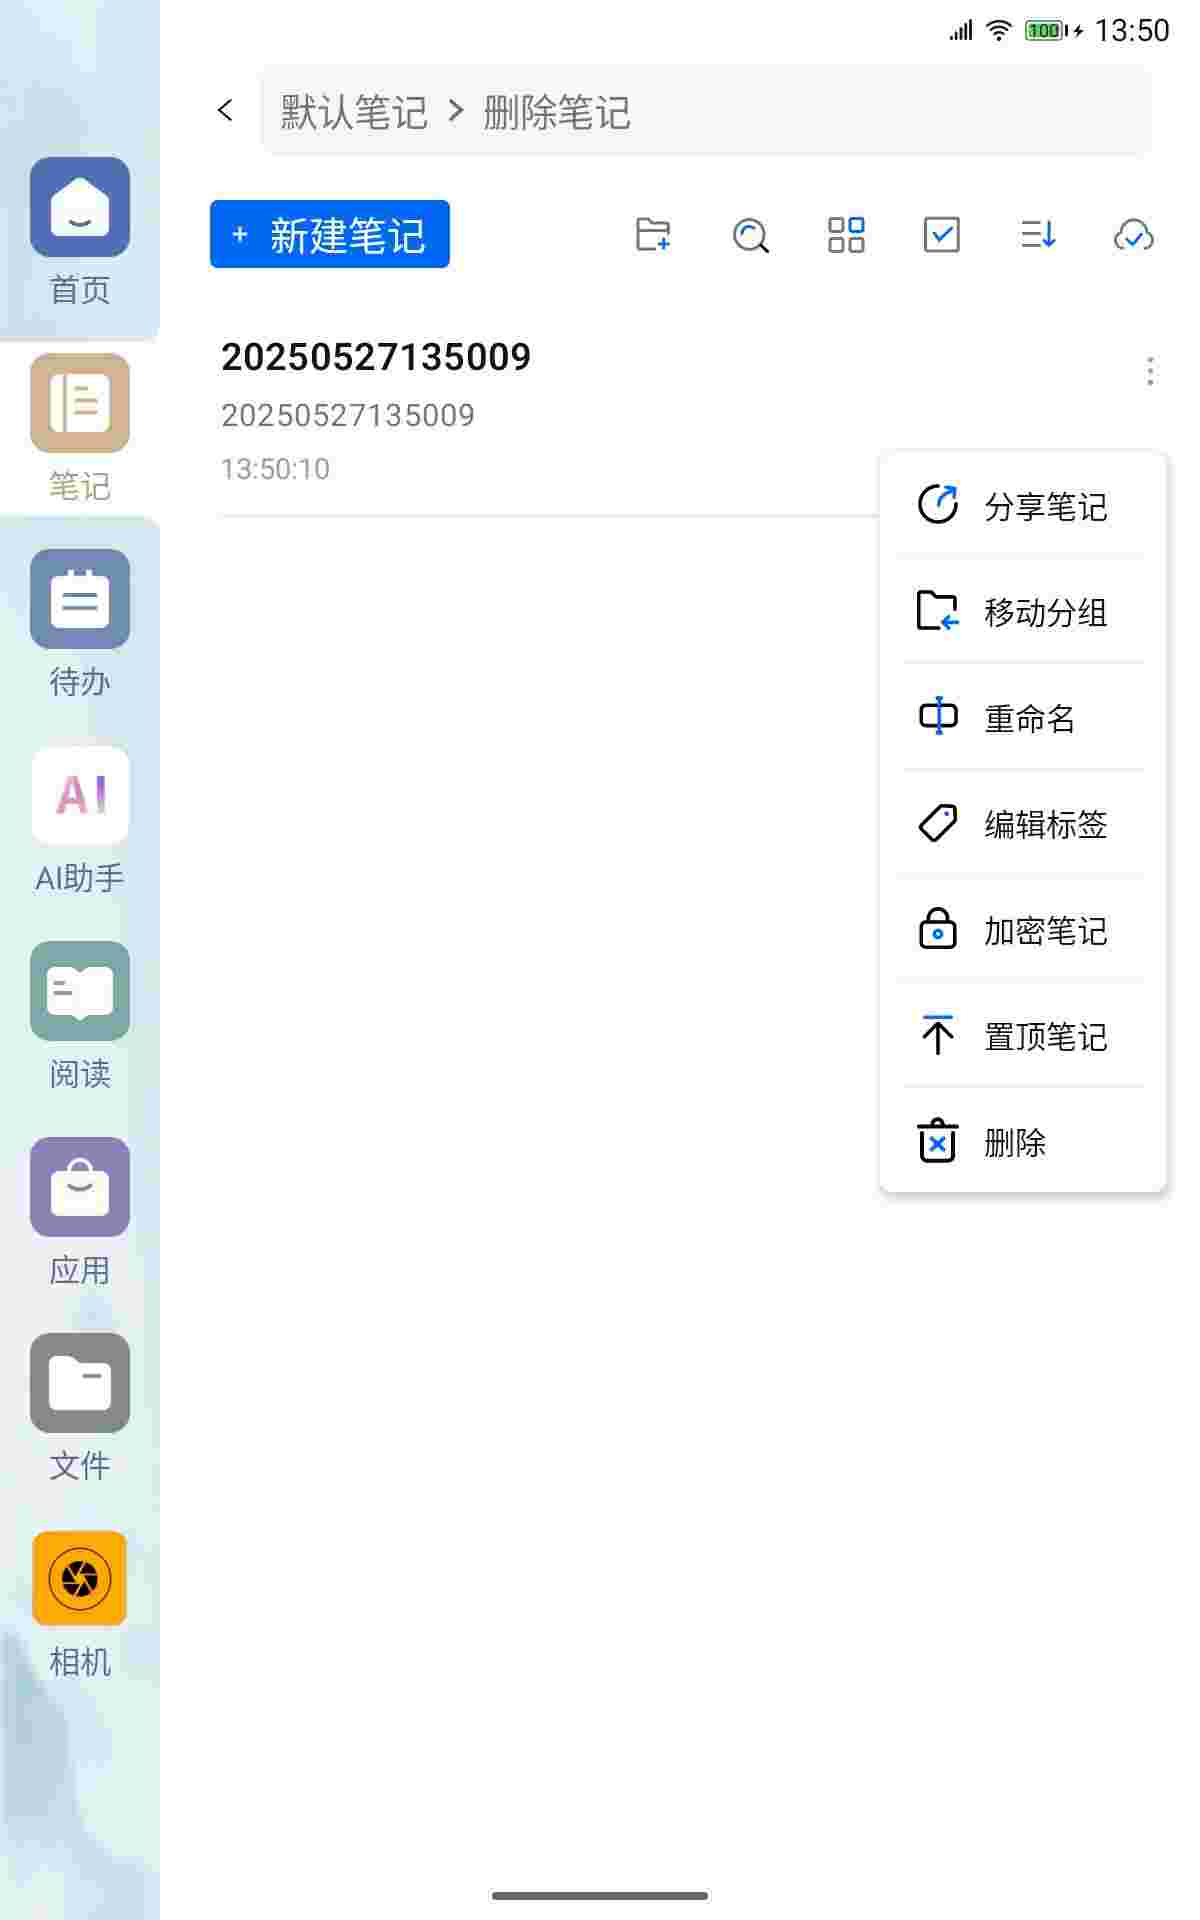 100 13:50
默认笔记 > 删除笔记
+ 新建笔记
20250527135009
20250527135009
13:50:10
分享笔记
移动分组
重命名
编辑标签
加密笔记
置顶笔记
删除
首页
笔记
待办
AI
AI助手
阅读
应用
文件
相机